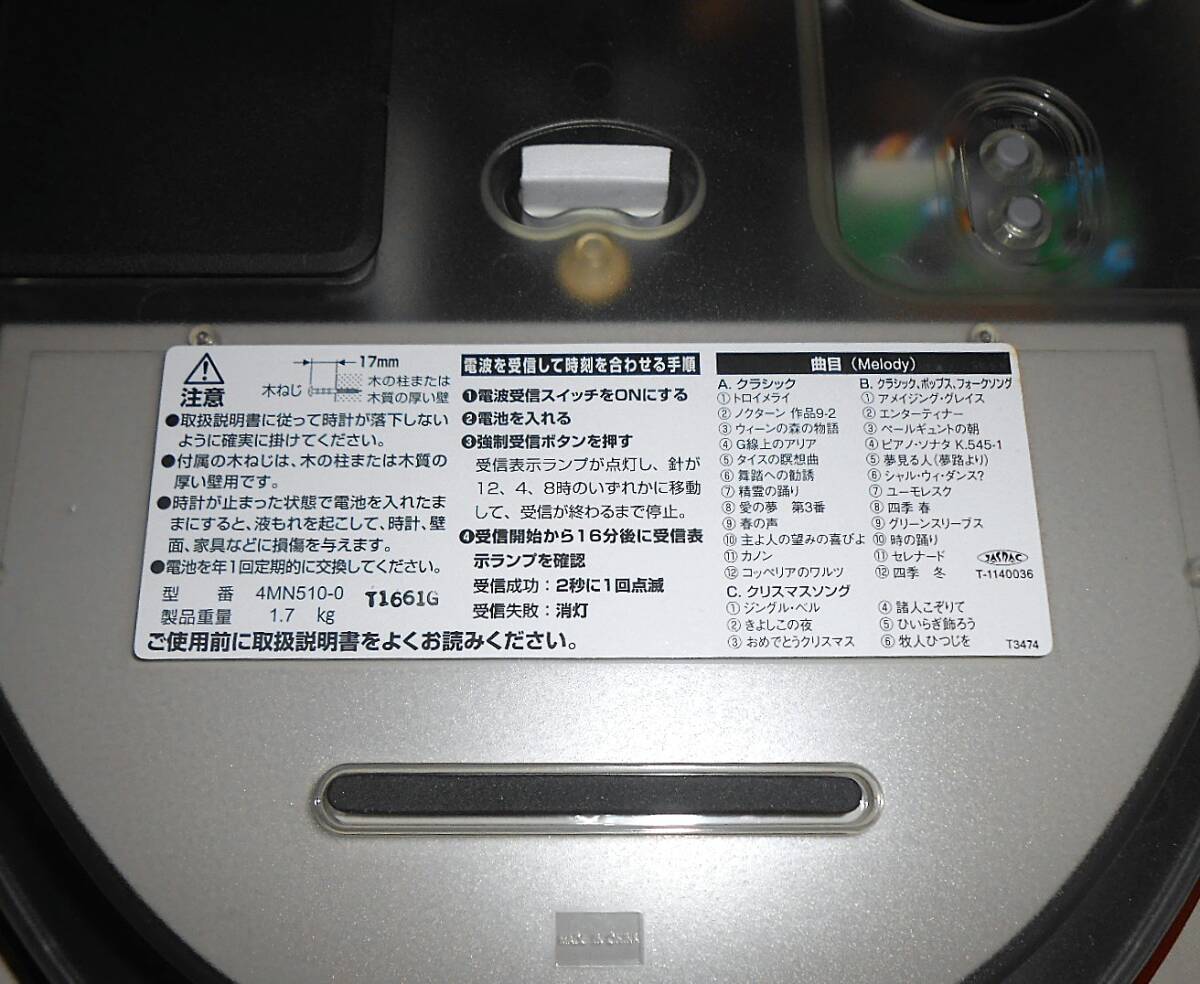 注意
17mm
木ねじ
木の柱または
木質の厚い壁
●取扱説明書に従って時計が落下しない
ように確実に掛けてください。
●付属の木ねじは、木の柱または木質の
厚い壁用です。
●時計が止まった状態で電池を入れたま
まにすると、液もれを起こして、時計、壁
面、家具などに損傷を与えます。
●電池を年1回定期的に交換してください。
型 番 4MN510-0 T1661G
製品重量 1.7 kg
ご使用前に取扱説明書をよくお読みください。
電波を受信して時刻を合わせる手順
❶電波受信スイッチをONにする
❷電池を入れる
❸強制受信ボタンを押す
受信表示ランプが点灯し、針が
12、4、8時のいずれかに移動
して、受信が終わるまで停止。
❹受信開始から16分後に受信表
示ランプを確認
受信成功：2秒に1回点滅
受信失敗：消灯
曲目（Melody）
A. クラシック
①トロイメライ
②ノクターン 作品9-2
③ウィーンの森の物語
④G線上のアリア
⑤タイスの瞑想曲
⑥舞踏への勧誘
⑦精霊の踊り
⑧愛の夢 第3番
⑨春の声
⑩主よ人の望みの喜びよ
⑪カノン
⑫コッペリアのワルツ
B. クラシック、ポップス、フォークソング
①アメイジング・グレイス
②エンターティナー
③ペールギュントの朝
④ピアノ・ソナタ K.545-1
⑤夢見る人（夢路より）
⑥シャル・ウィ・ダンス?
⑦ユーモレスク
⑧四季 春
⑨グリーンスリーブス
⑩時の踊り
⑪セレナード
⑫四季 冬
JASRAC
T-1140036
C. クリスマスソング
①ジングル・ベル
②きよしこの夜
③おめでとうクリスマス
④諸人こぞりて
⑤ひいらぎ飾ろう
⑥牧人ひつじを
T3474
MADE IN CHINA